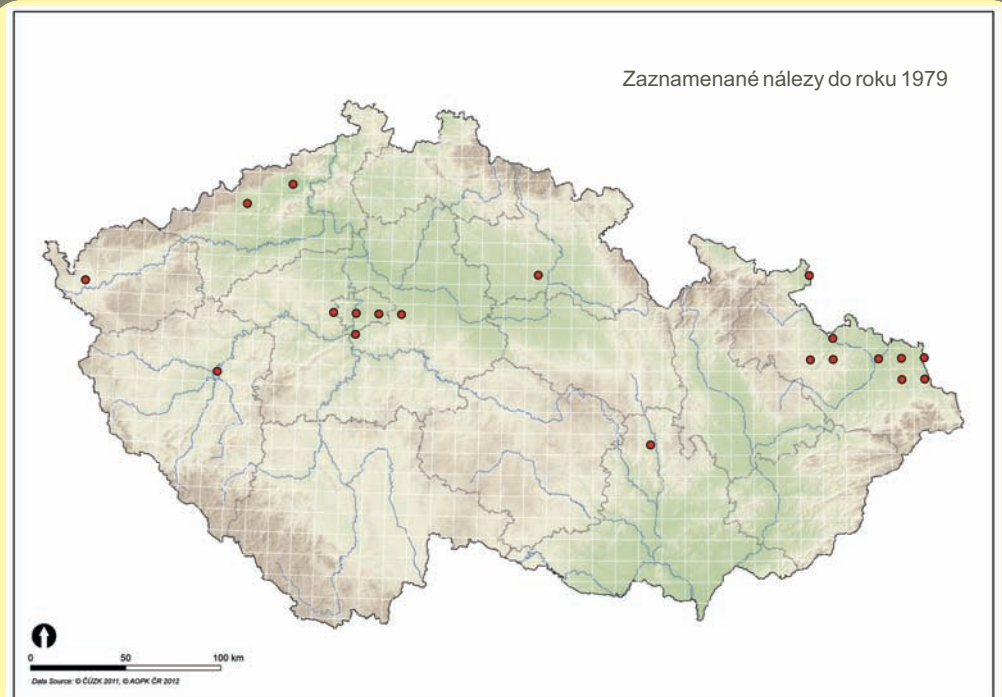 Zaznamenané nálezy do roku 1979
0 50 100 km
Data Source: © ČÚZK 2011, © AOPK ČR 2012